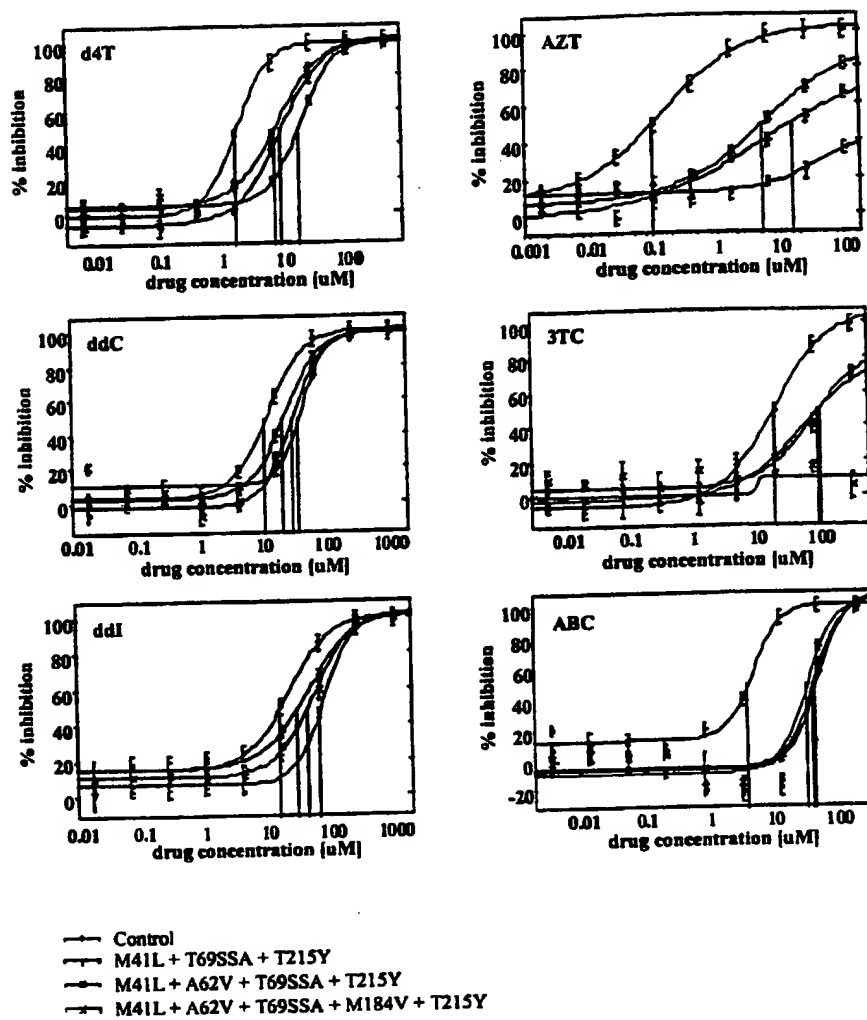 d4T
% inhibition
100
80
60
40
20
0
0.01 0.1 1 10 100
drug concentration [uM]
AZT
% inhibition
100
80
60
40
20
0
0.001 0.01 0.1 1 10 100
drug concentration [uM]
ddC
% inhibition
100
80
60
40
20
0
0.01 0.1 1 10 100 1000
drug concentration [uM]
3TC
% inhibition
100
80
60
40
20
0
0.01 0.1 1 10 100
drug concentration [uM]
ddI
% inhibition
100
80
60
40
20
0
0.01 0.1 1 10 100 1000
drug concentration [uM]
ABC
% inhibition
100
80
60
40
20
0
-20
0.01 0.1 1 10 100
drug concentration [uM]
Control
M41L + T69SSA + T215Y
M41L + A62V + T69SSA + T215Y
M41L + A62V + T69SSA + M184V + T215Y